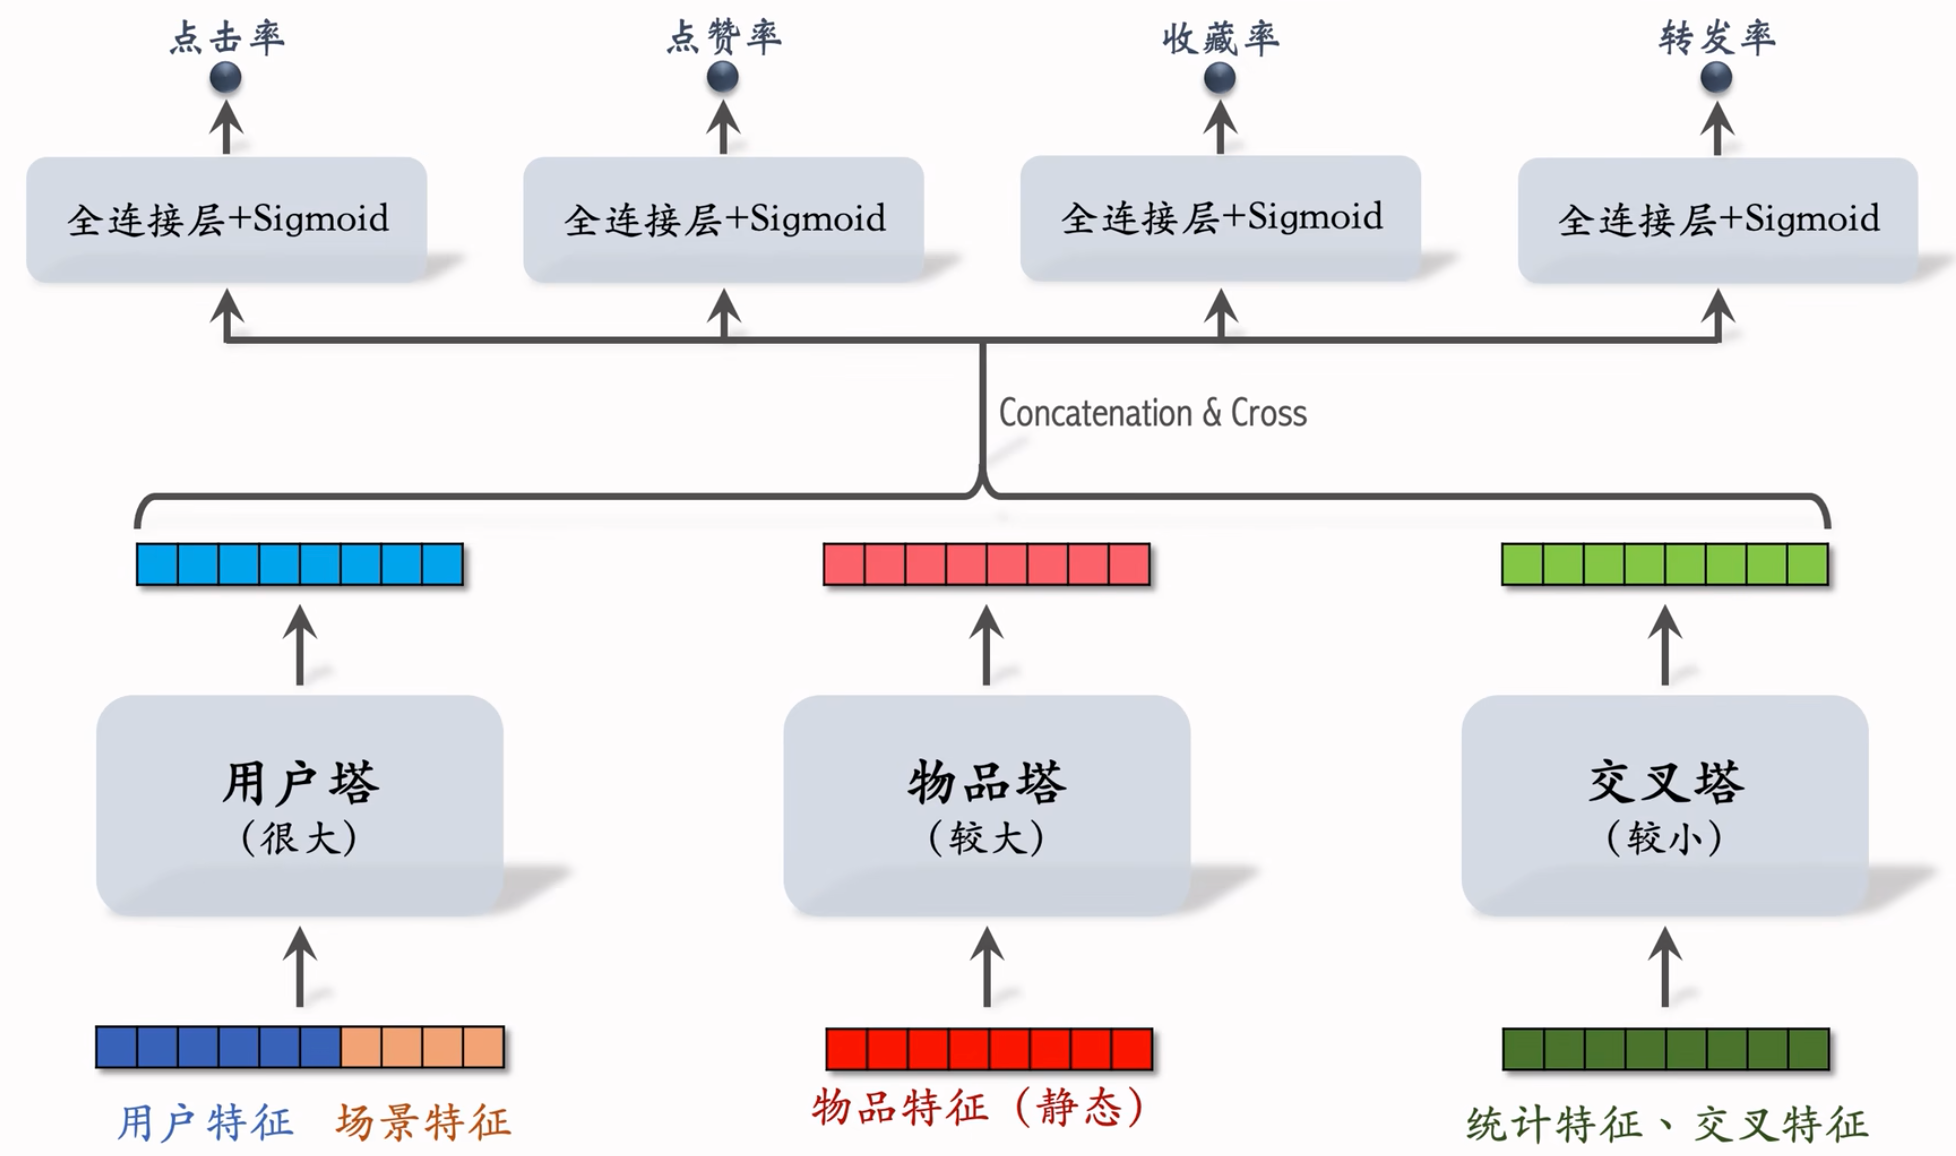 点击率
点赞率
收藏率
转发率
全连接层+Sigmoid
全连接层+Sigmoid
全连接层+Sigmoid
全连接层+Sigmoid
Concatenation & Cross
用户塔
(很大)
物品塔
(较大)
交叉塔
(较小)
用户特征
场景特征
物品特征（静态）
统计特征、交叉特征